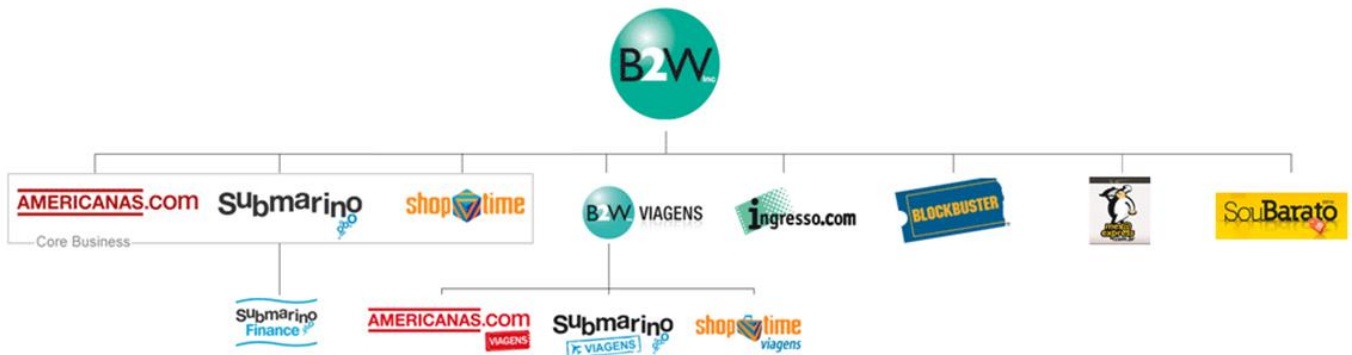 B2W
Inc
AMERICANAS.com
Submarino
shoptime
Core Business
B2W VIAGENS
ingresso.com
BLOCKBUSTER
SouBarato
Submarino
Finance
AMERICANAS.com
VIAGENS
Submarino
VIAGENS
shoptime
viagens